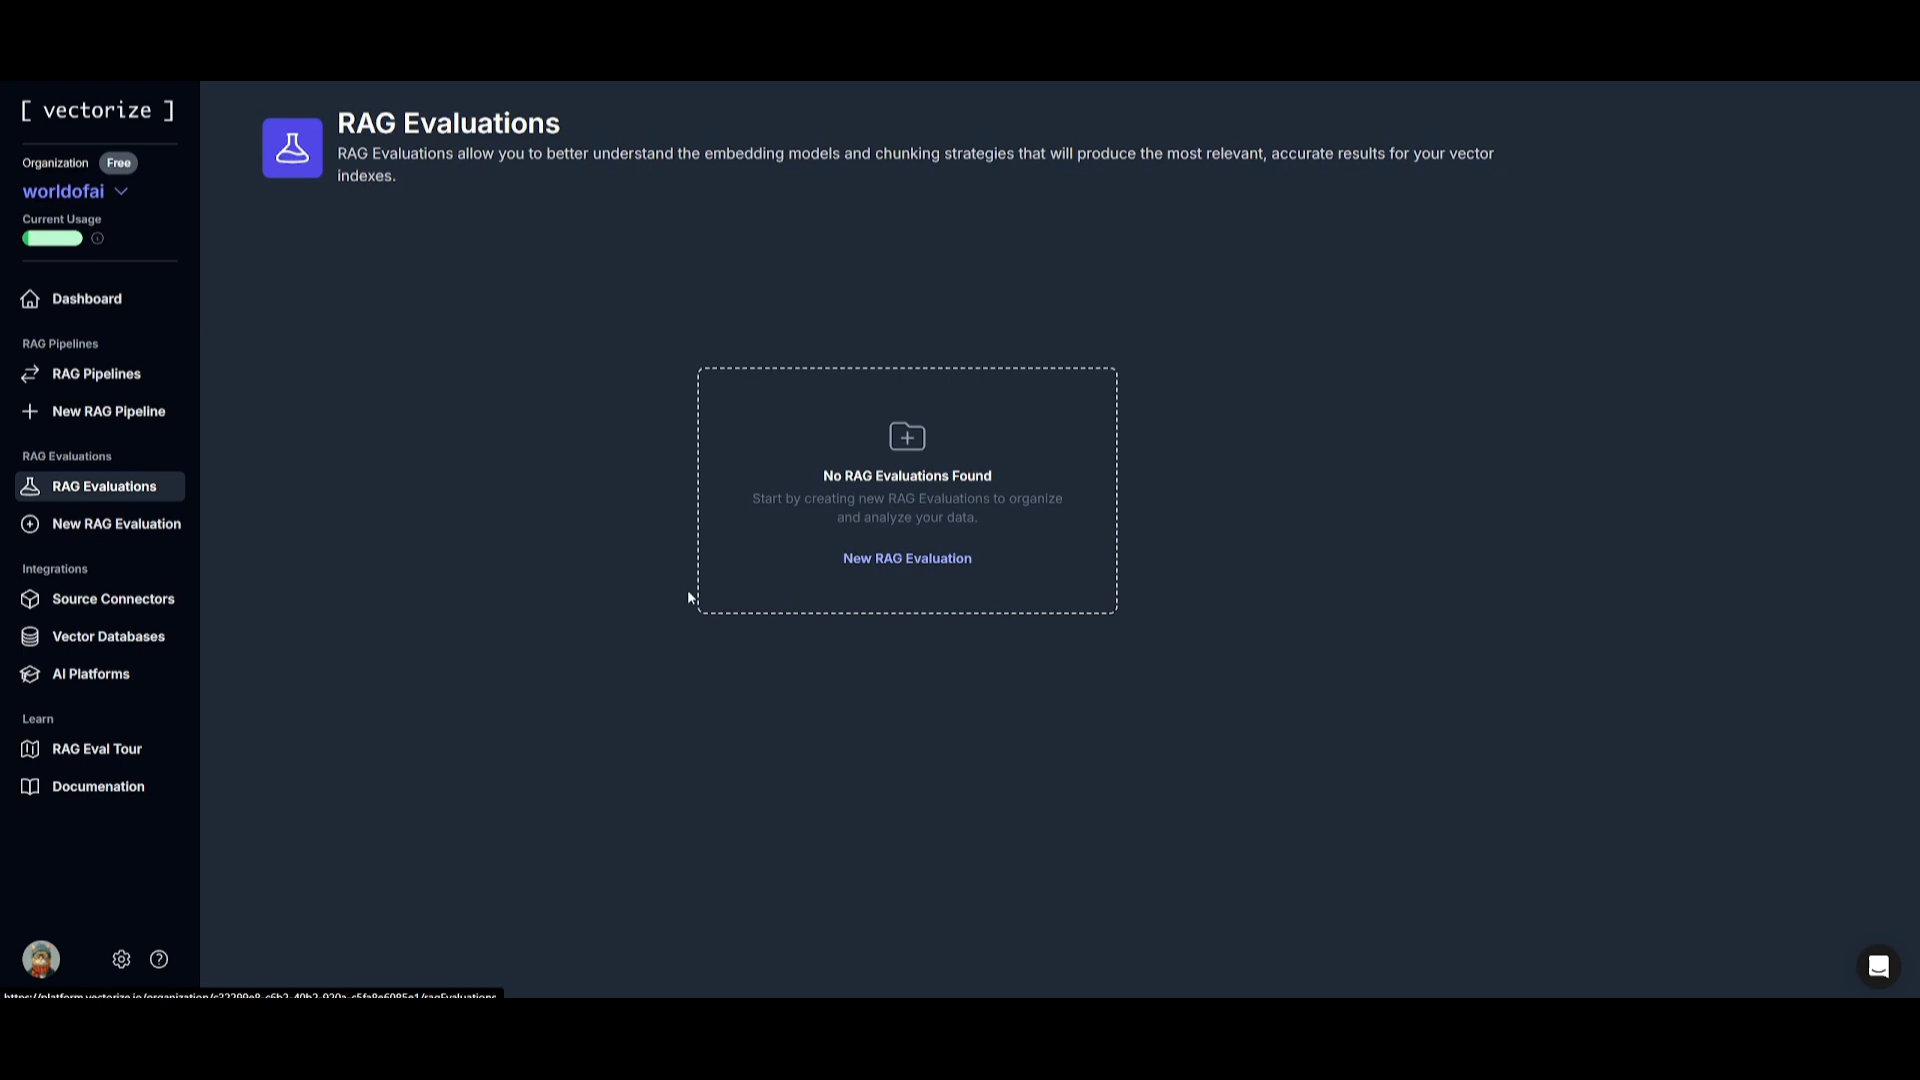 [ vectorize ]
Organization Free
worldofai
Current Usage
Dashboard
RAG Pipelines
RAG Pipelines
New RAG Pipeline
RAG Evaluations
RAG Evaluations
New RAG Evaluation
Integrations
Source Connectors
Vector Databases
AI Platforms
Learn
RAG Eval Tour
Documenation
RAG Evaluations
RAG Evaluations allow you to better understand the embedding models and chunking strategies that will produce the most relevant, accurate results for your vector
indexes.
No RAG Evaluations Found
Start by creating new RAG Evaluations to organize
and analyze your data.
New RAG Evaluation